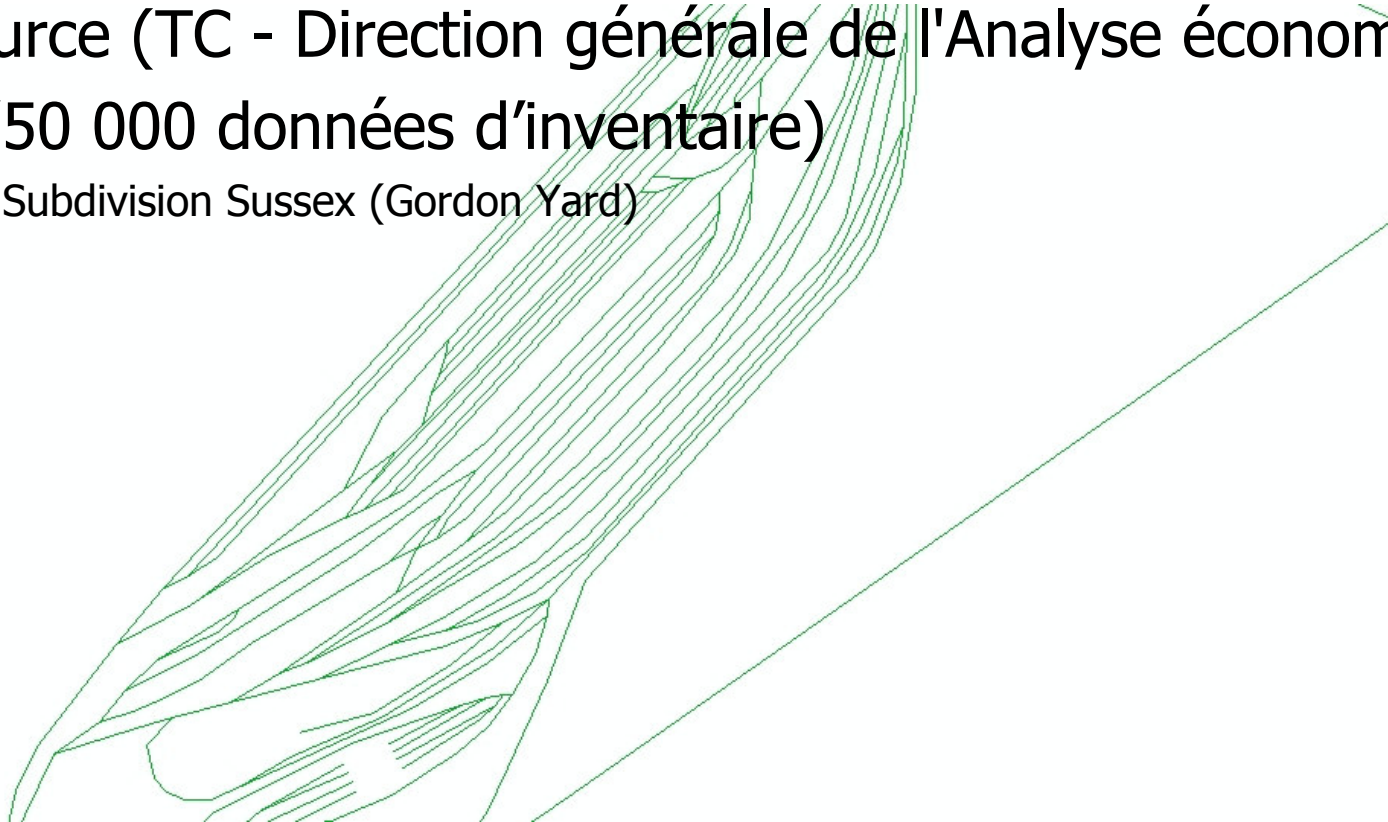 urce (TC - Direction générale de l'Analyse économ
50 000 données d’inventaire)
Subdivision Sussex (Gordon Yard)